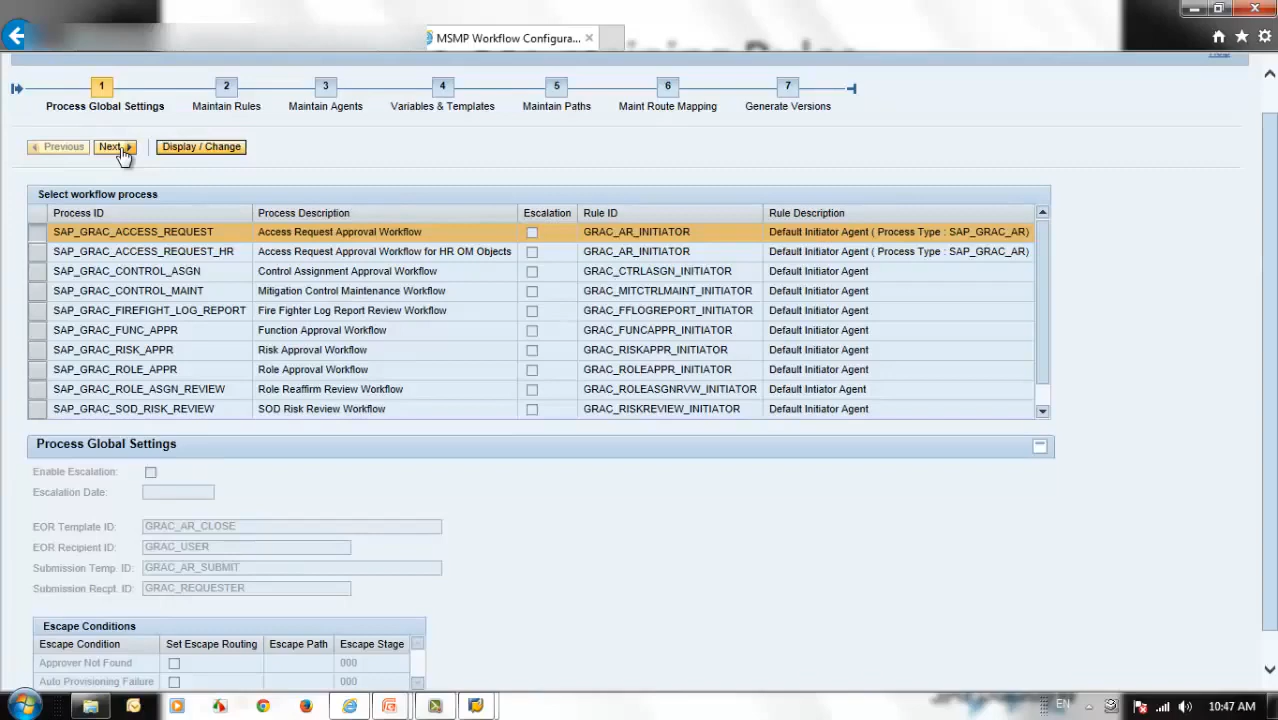 MSMP Workflow Configura...
1 2 3 4 5 6 7
Process Global Settings Maintain Rules Maintain Agents Variables & Templates Maintain Paths Maint Route Mapping Generate Versions
Previous Next Display / Change
Select workflow process
Process ID Process Description Escalation Rule ID Rule Description
SAP_GRAC_ACCESS_REQUEST Access Request Approval Workflow GRAC_AR_INITIATOR Default Initiator Agent ( Process Type : SAP_GRAC_AR)
SAP_GRAC_ACCESS_REQUEST_HR Access Request Approval Workflow for HR OM Objects GRAC_AR_INITIATOR Default Initiator Agent ( Process Type : SAP_GRAC_AR)
SAP_GRAC_CONTROL_ASGN Control Assignment Approval Workflow GRAC_CTRLASGN_INITIATOR Default Initiator Agent
SAP_GRAC_CONTROL_MAINT Mitigation Control Maintenance Workflow GRAC_MITCTRLMAINT_INITIATOR Default Initiator Agent
SAP_GRAC_FIREFIGHT_LOG_REPORT Fire Fighter Log Report Review Workflow GRAC_FFLOGREPORT_INITIATOR Default Initiator Agent
SAP_GRAC_FUNC_APPR Function Approval Workflow GRAC_FUNCAPPR_INITIATOR Default Initiator Agent
SAP_GRAC_RISK_APPR Risk Approval Workflow GRAC_RISKAPPR_INITIATOR Default Initiator Agent
SAP_GRAC_ROLE_APPR Role Approval Workflow GRAC_ROLEAPPR_INITIATOR Default Initiator Agent
SAP_GRAC_ROLE_ASGN_REVIEW Role Reaffirm Review Workflow GRAC_ROLEASGNRVW_INITIATOR Default Intiator Agent
SAP_GRAC_SOD_RISK_REVIEW SOD Risk Review Workflow GRAC_RISKREVIEW_INITIATOR Default Initiator Agent
Process Global Settings
Enable Escalation:
Escalation Date:
EOR Template ID: GRAC_AR_CLOSE
EOR Recipient ID: GRAC_USER
Submission Temp. ID: GRAC_AR_SUBMIT
Submission Recpt. ID: GRAC_REQUESTER
Escape Conditions
Escape Condition Set Escape Routing Escape Path Escape Stage
Approver Not Found 000
Auto Provisioning Failure 000
EN 10:47 AM